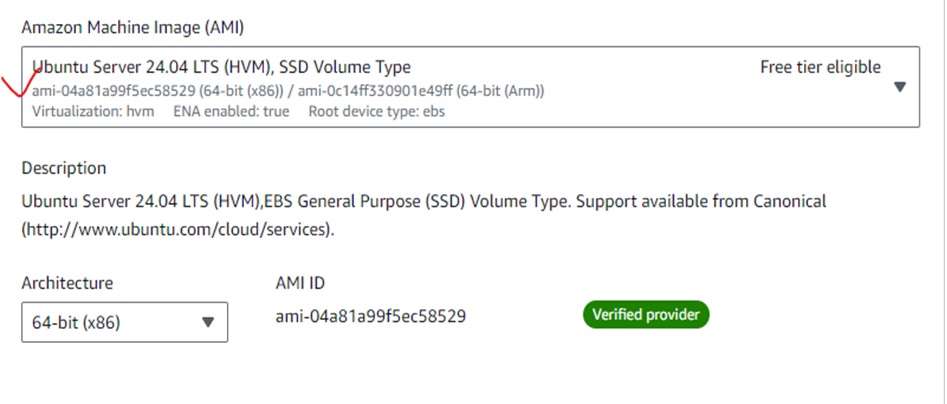 Amazon Machine Image (AMI)
Ubuntu Server 24.04 LTS (HVM), SSD Volume Type
Free tier eligible
ami-04a81a99f5ec58529 (64-bit (x86)) / ami-0c14ff330901e49ff (64-bit (Arm))
Virtualization: hvm ENA enabled: true Root device type: ebs
Description
Ubuntu Server 24.04 LTS (HVM),EBS General Purpose (SSD) Volume Type. Support available from Canonical
(http://www.ubuntu.com/cloud/services).
Architecture
AMI ID
64-bit (x86)
ami-04a81a99f5ec58529
Verified provider